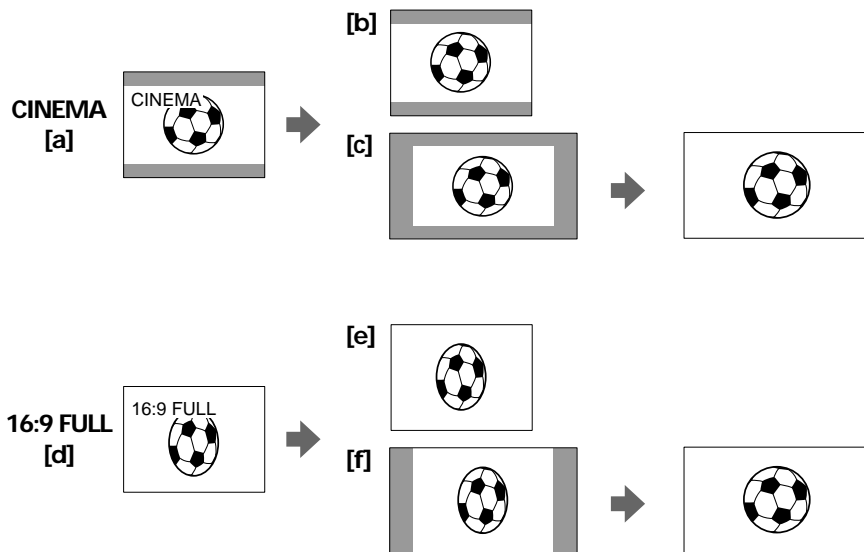 [b]
CINEMA
CINEMA
[a]
[c]
[e]
16:9 FULL
16:9 FULL
[d]
[f]